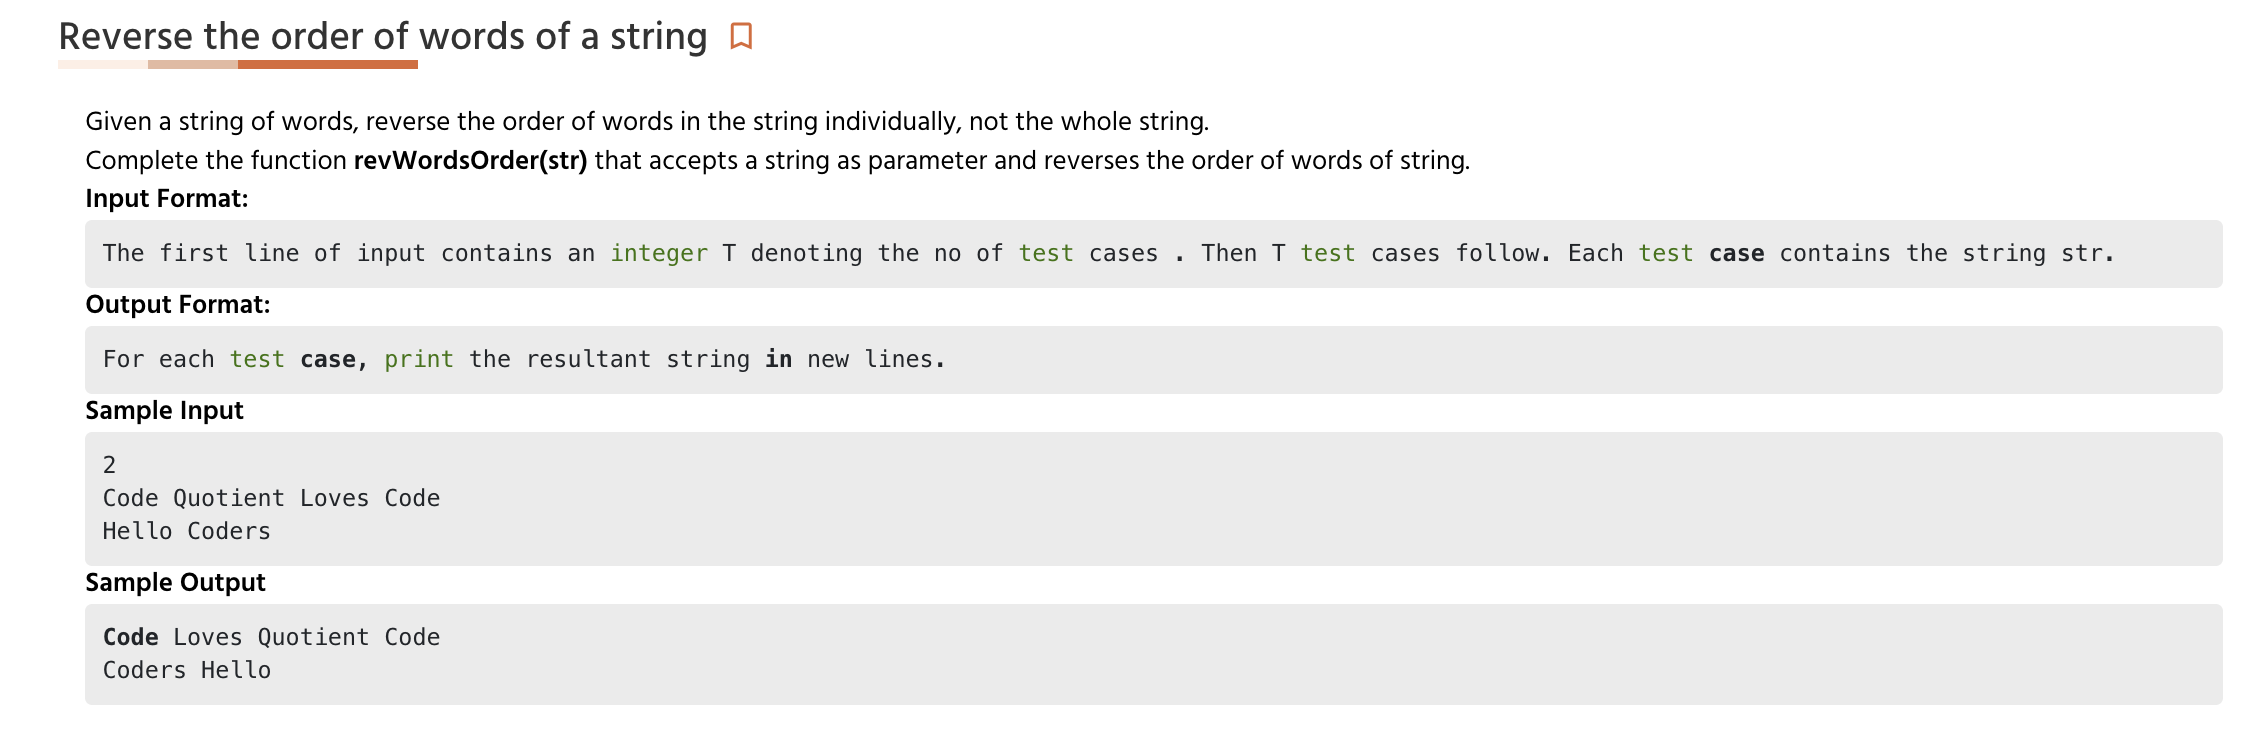 Reverse the order of words of a string
Given a string of words, reverse the order of words in the string individually, not the whole string.
Complete the function revWordsOrder(str) that accepts a string as parameter and reverses the order of words of string.
Input Format:
The first line of input contains an integer T denoting the no of test cases . Then T test cases follow. Each test case contains the string str.
Output Format:
For each test case, print the resultant string in new lines.
Sample Input
2
Code Quotient Loves Code
Hello Coders
Sample Output
Code Loves Quotient Code
Coders Hello